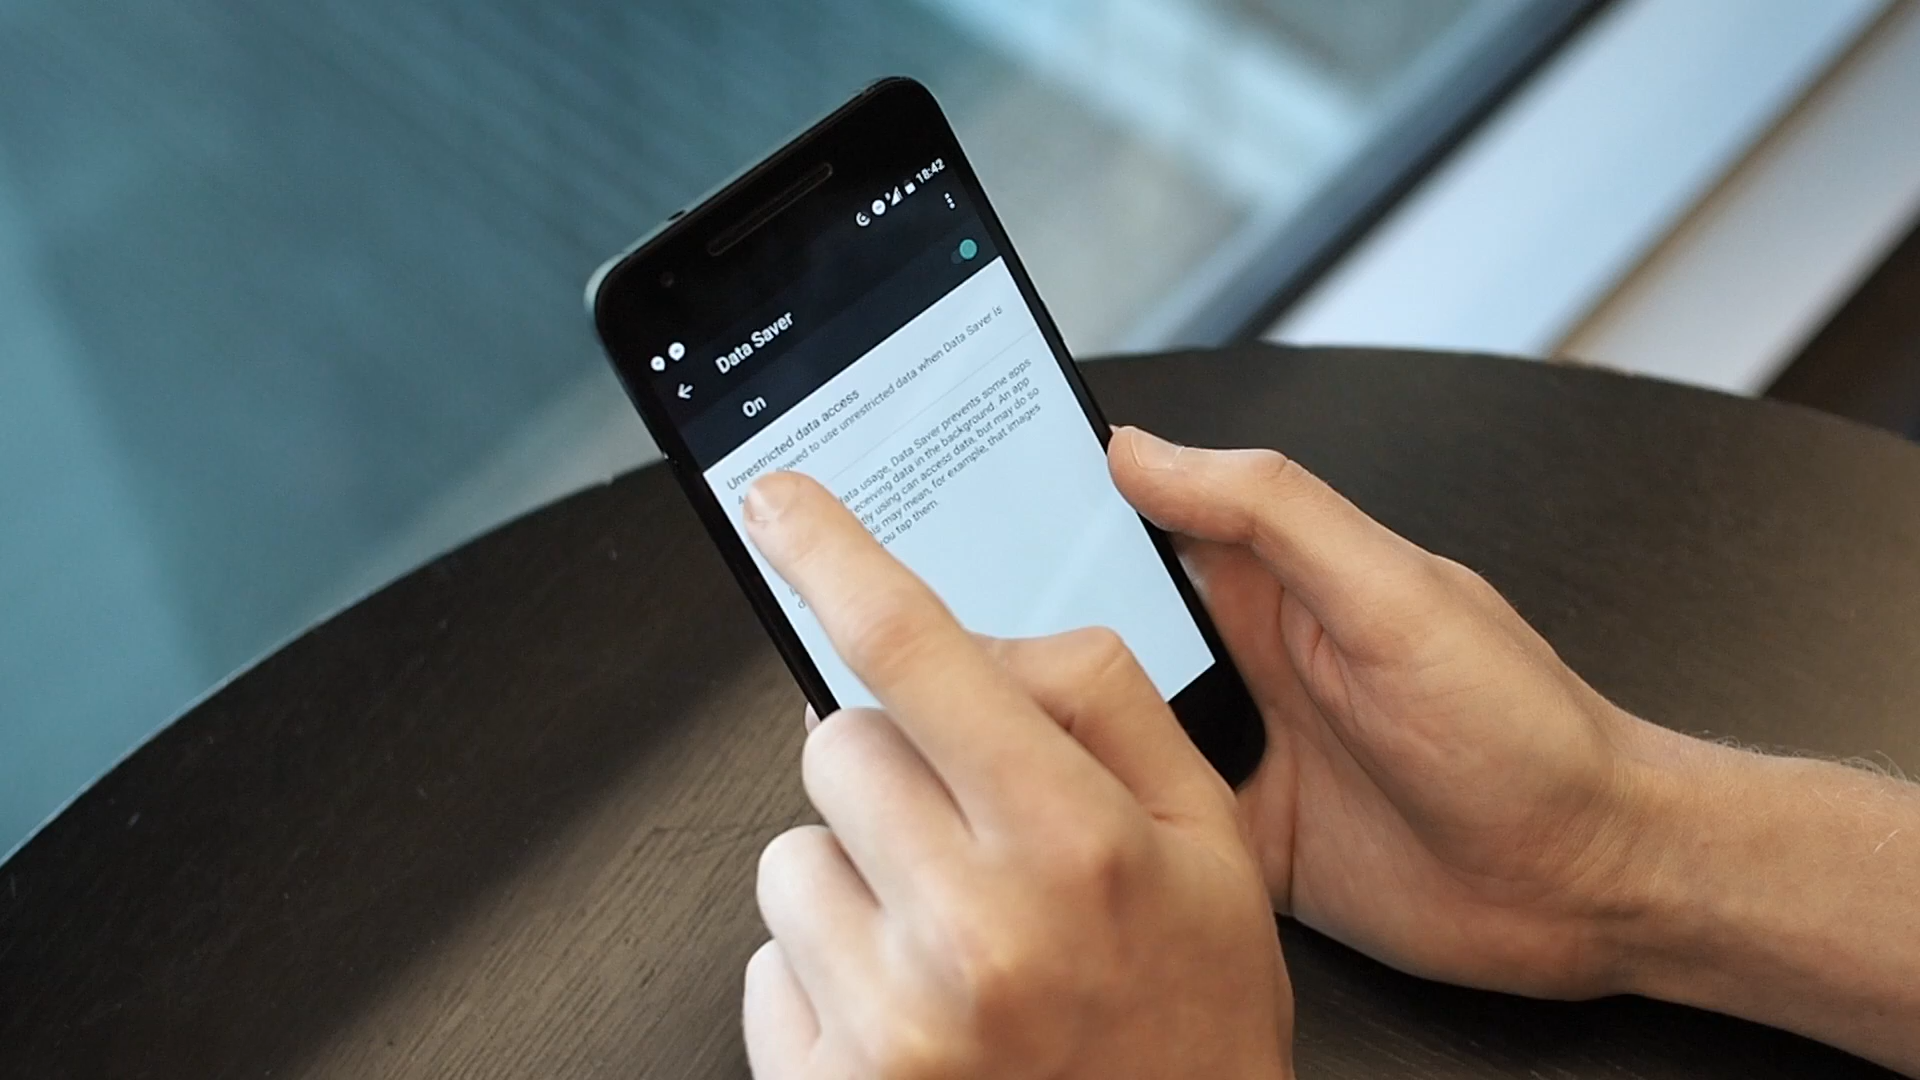 18:42
Data Saver
On
Unrestricted data access
allowed to use unrestricted data when Data Saver is
data usage, Data Saver prevents some apps
receiving data in the background. An app
using can access data, but may do so
may mean, for example, that images
you tap them